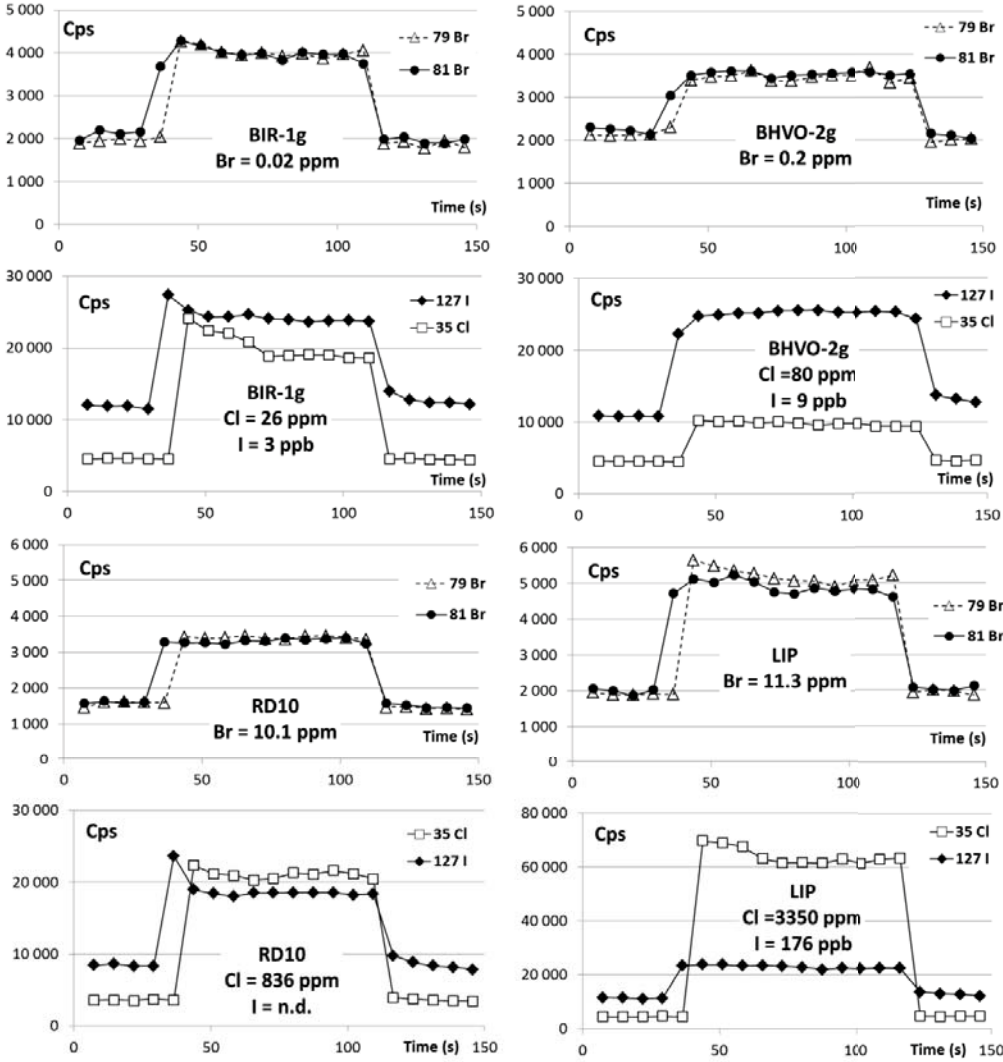 Cps
79 Br
81 Br
BIR-1g
Br = 0.02 ppm
Time (s)
5 000
4 000
3 000
2 000
1 000
0
0
50
100
150
Cps
79 Br
81 Br
BHVO-2g
Br = 0.2 ppm
Time (s)
5 000
4 000
3 000
2 000
1 000
0
0
50
100
150
Cps
127 I
35 Cl
BIR-1g
Cl = 26 ppm
I = 3 ppb
Time (s)
30 000
20 000
10 000
0
0
50
100
150
Cps
127 I
35 Cl
BHVO-2g
Cl =80 ppm
I = 9 ppb
Time (s)
30 000
20 000
10 000
0
0
50
100
150
Cps
79 Br
81 Br
RD10
Br = 10.1 ppm
Time (s)
6 000
5 000
4 000
3 000
2 000
1 000
0
0
50
100
150
Cps
79 Br
81 Br
LIP
Br = 11.3 ppm
Time (s)
6 000
5 000
4 000
3 000
2 000
1 000
0
0
50
100
150
Cps
35 Cl
127 I
RD10
Cl = 836 ppm
I = n.d.
Time (s)
30 000
20 000
10 000
0
0
50
100
150
Cps
35 Cl
127 I
LIP
Cl =3350 ppm
I = 176 ppb
Time (s)
80 000
60 000
40 000
20 000
0
0
50
100
150